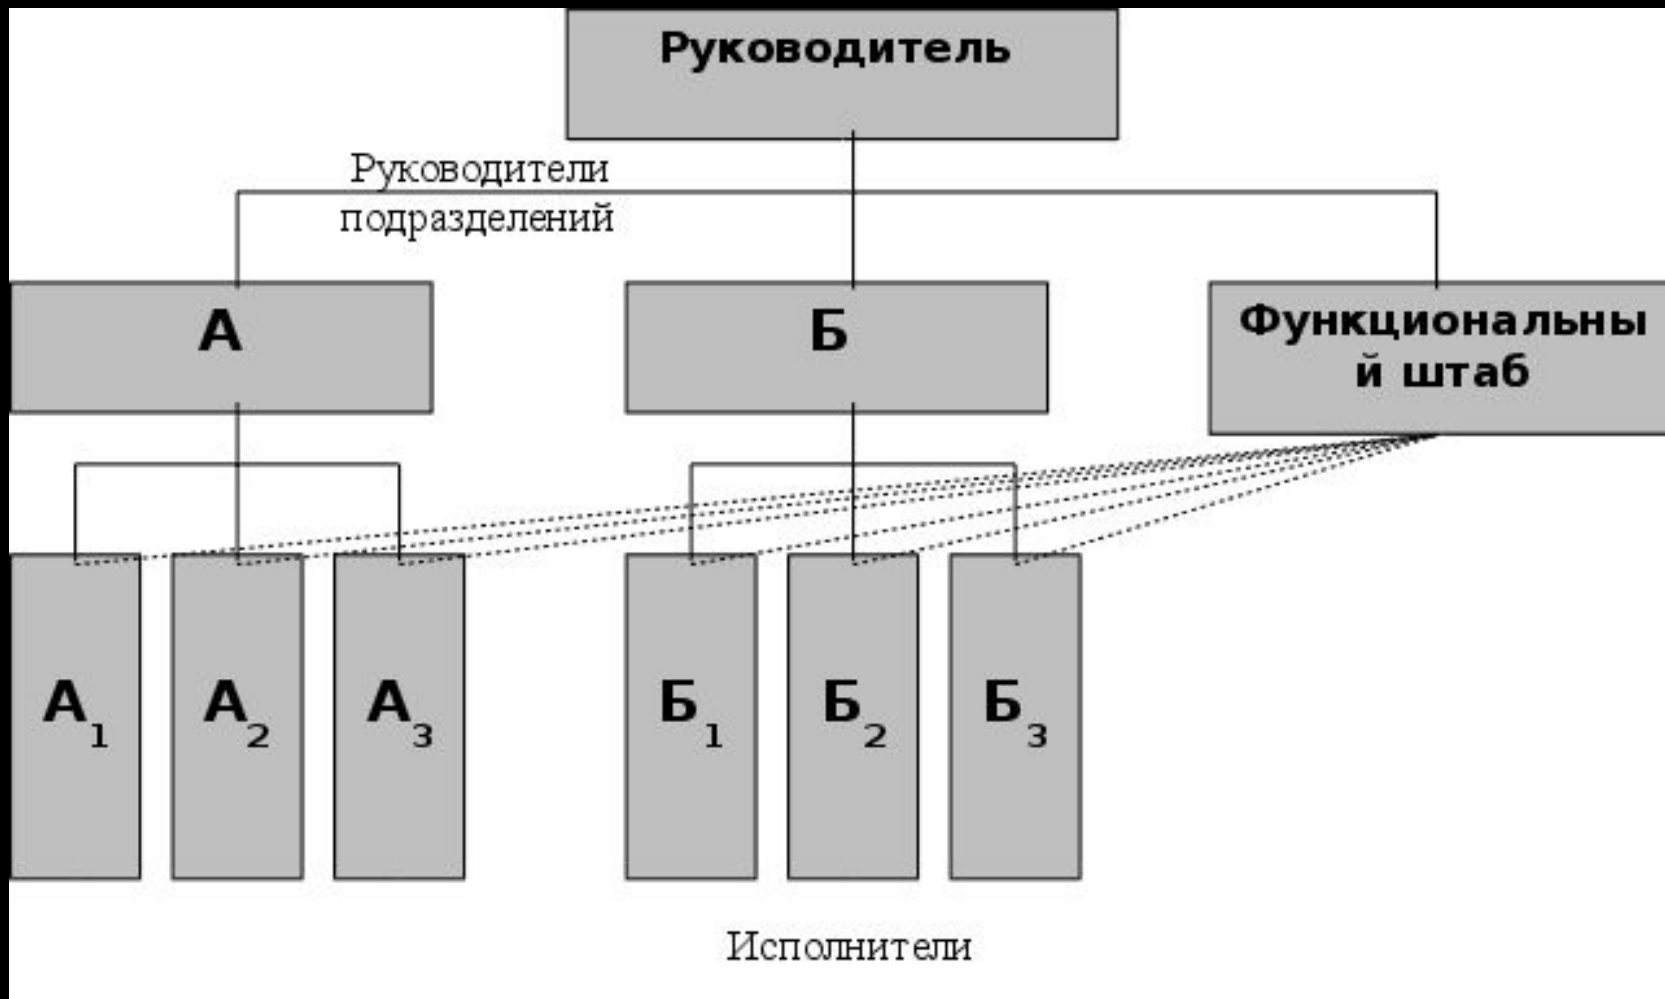 Руководитель
Руководители
подразделений
А
Б
Функциональны
й штаб
А1
А2
А3
Б1
Б2
Б3
Исполнители